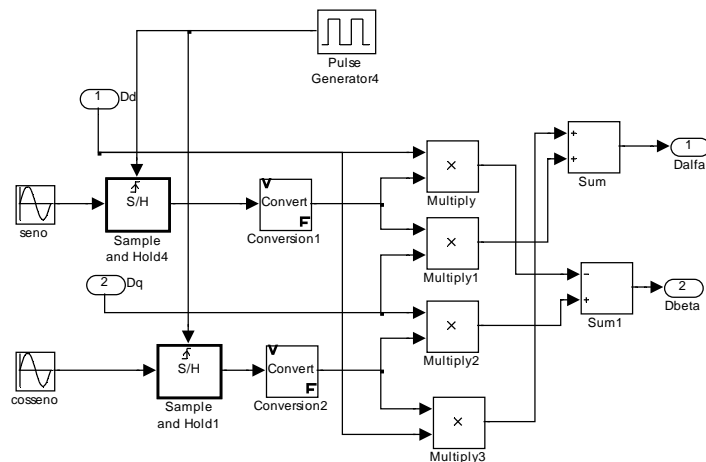 Pulse
Generator4
1
Dd
S/H
seno
Sample
and Hold4
V
Convert
F
Conversion1
×
Multiply
×
Multiply1
+
+
Sum
1
Dalfa
2
Dq
×
Multiply2
−
+
Sum1
2
Dbeta
S/H
cosseno
Sample
and Hold1
V
Convert
F
Conversion2
×
Multiply3